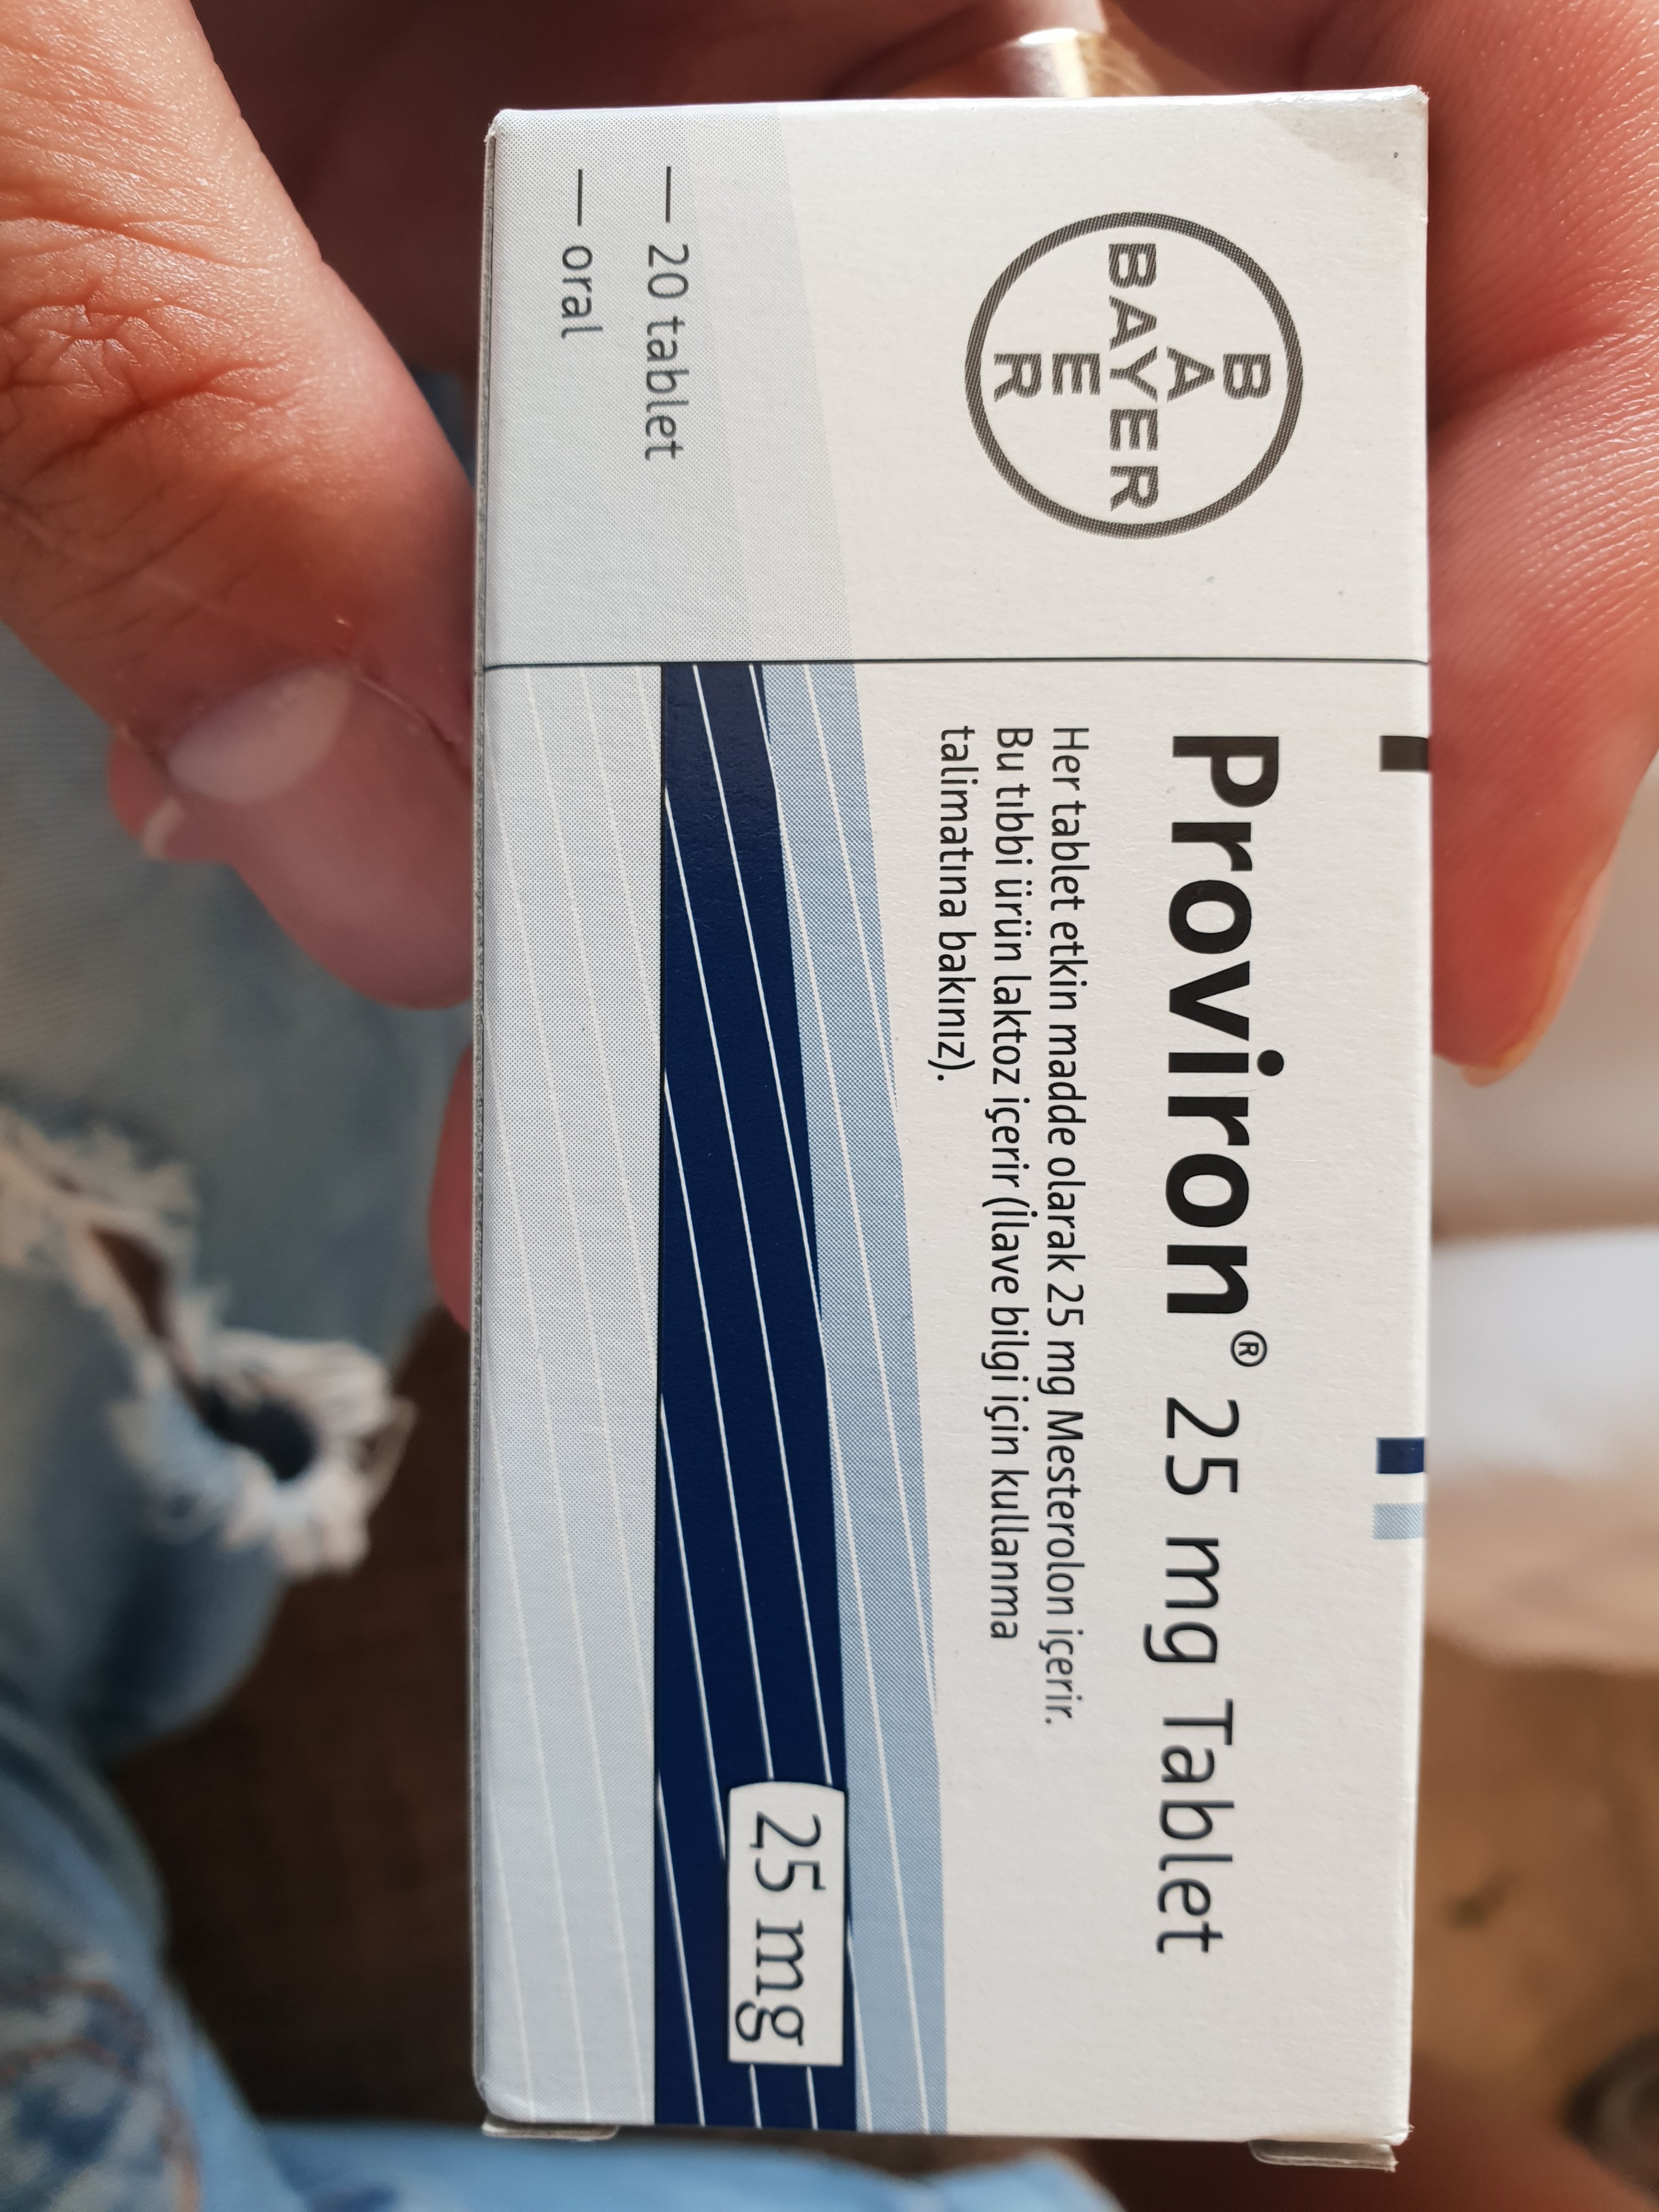 BAYER
BAYER
Proviron® 25 mg Tablet
Her tablet etkin madde olarak 25 mg Mesterolon içerir.
Bu tıbbi ürün laktoz içerir (İlave bilgi için kullanma
talimatına bakınız).
— 20 tablet
— oral
25 mg